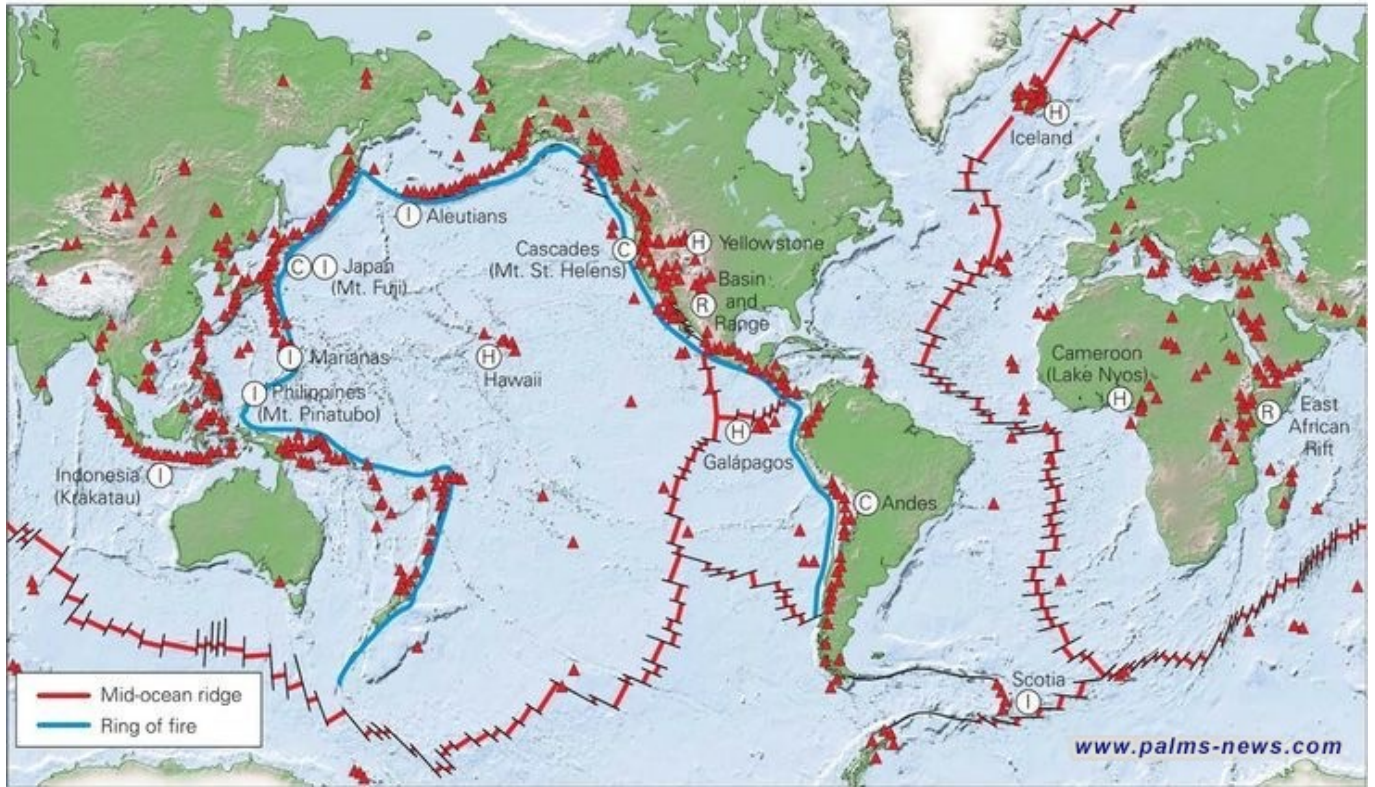 H
Iceland
I Aleutians
Cascades C
(Mt. St. Helens)
H Yellowstone
Basin
and
R Range
C I Japan
(Mt. Fuji)
I Marianas
H
Hawaii
I Philippines
(Mt. Pinatubo)
Cameroon
(Lake Nyos)
H
R East
African
Rift
H
Galápagos
Indonesia I
(Krakatau)
C Andes
Scotia
I
Mid-ocean ridge
Ring of fire
www.palms-news.com